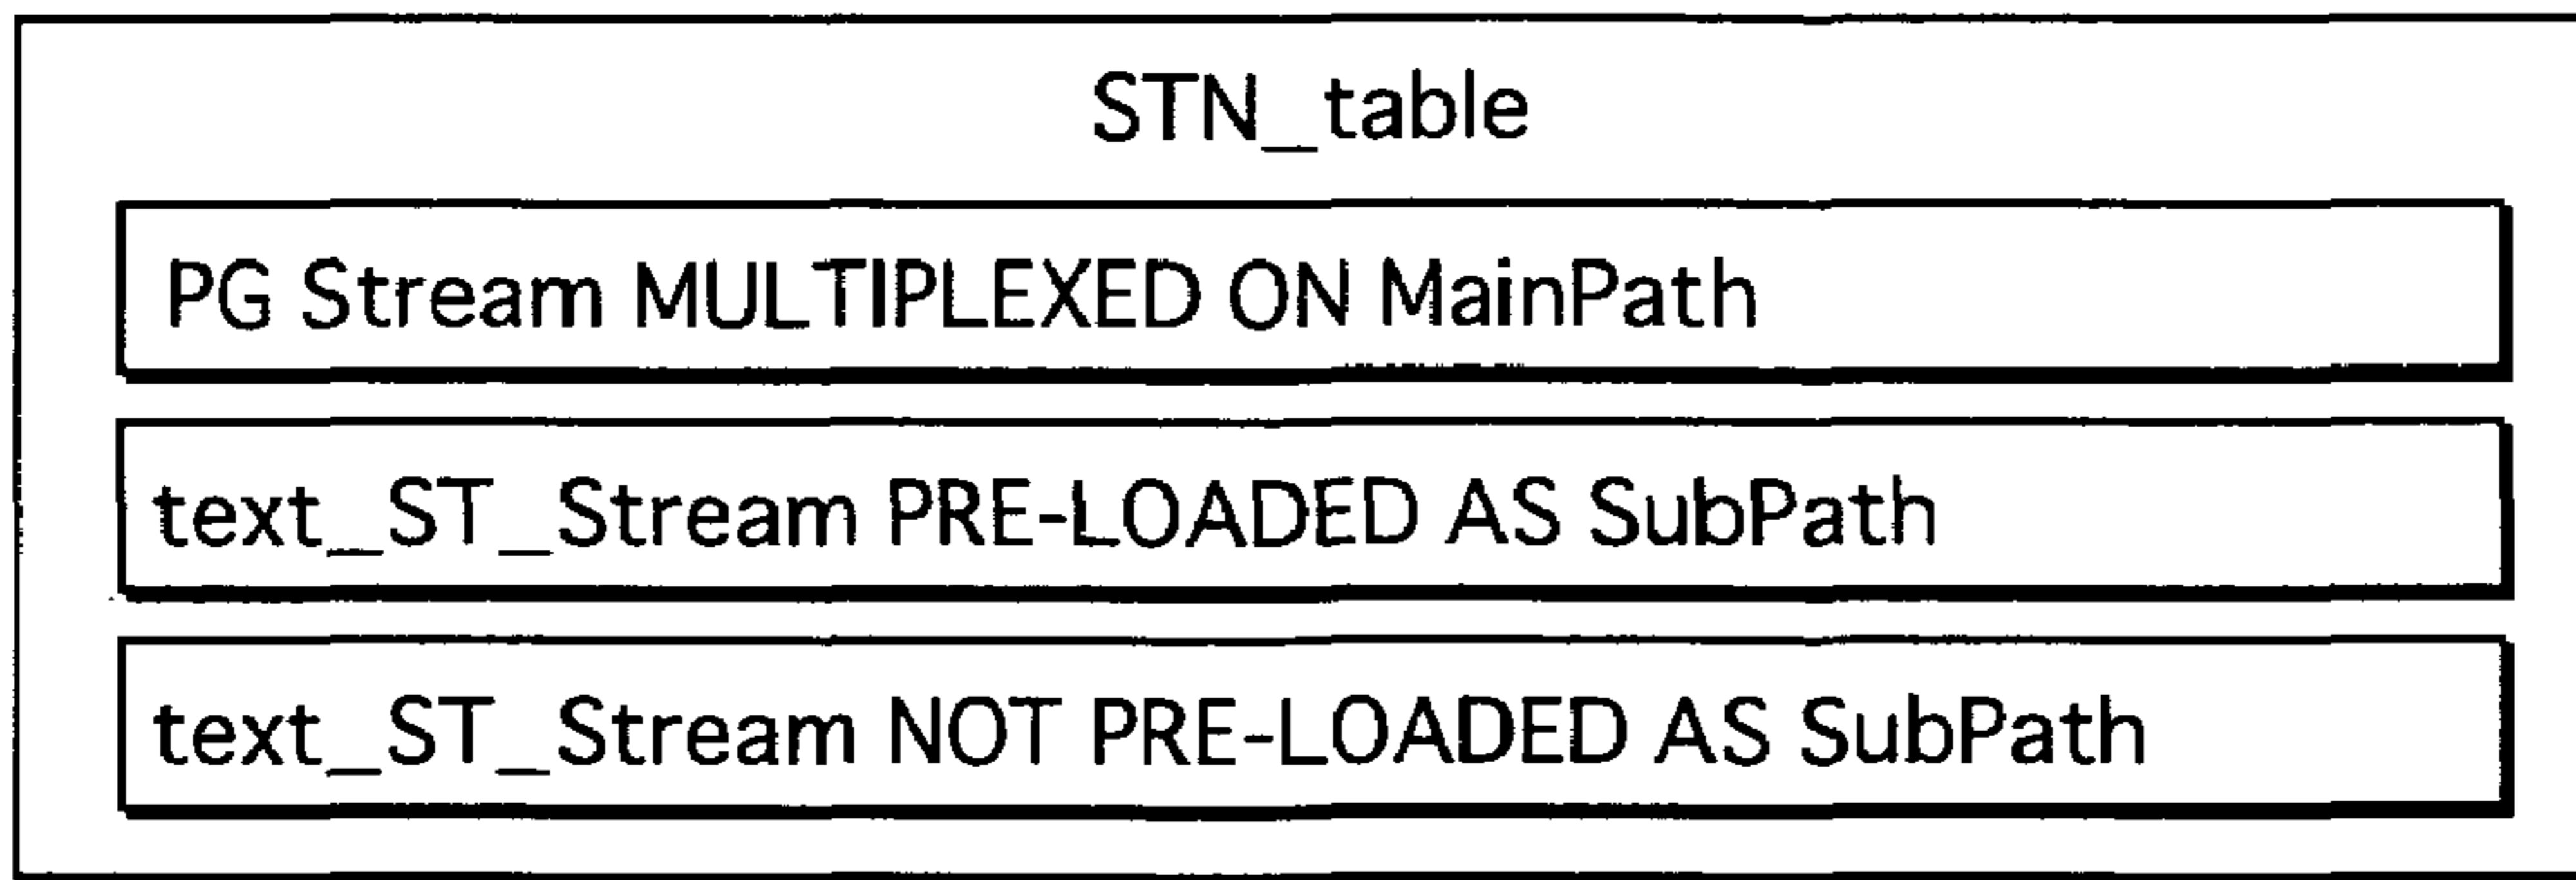 STN_table
PG Stream MULTIPLEXED ON MainPath
text_ST_Stream PRE-LOADED AS SubPath
text_ST_Stream NOT PRE-LOADED AS SubPath